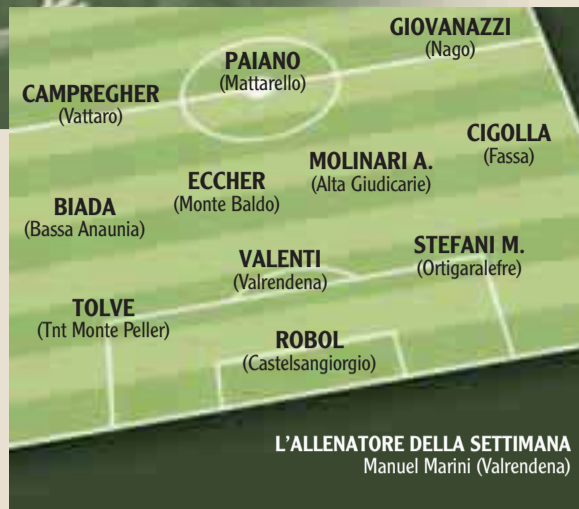 GIOVANAZZI
(Nago)
PAIANO
(Mattarello)
CAMPREGHER
(Vattaro)
CIGOLLA
(Fassa)
MOLINARI A.
(Alta Giudicarie)
ECCHER
(Monte Baldo)
BIADA
(Bassa Anaunia)
STEFANI M.
(Ortigaralefre)
VALENTI
(Valrendena)
TOLVE
(Tnt Monte Peller)
ROBOL
(Castelsangiorgio)
L'ALLENATORE DELLA SETTIMANA
Manuel Marini (Valrendena)